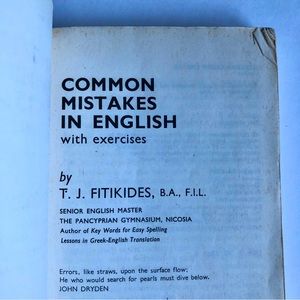 COMMON
MISTAKES
IN ENGLISH
with exercises
by
T. J. FITIKIDES, B.A., F.I.L.
SENIOR ENGLISH MASTER
THE PANCYPRIAN GYMNASIUM, NICOSIA
Author of Key Words for Easy Spelling
Lessons in Greek-English Translation
Errors, like straws, upon the surface flow;
He who would search for pearls must dive below.
JOHN DRYDEN